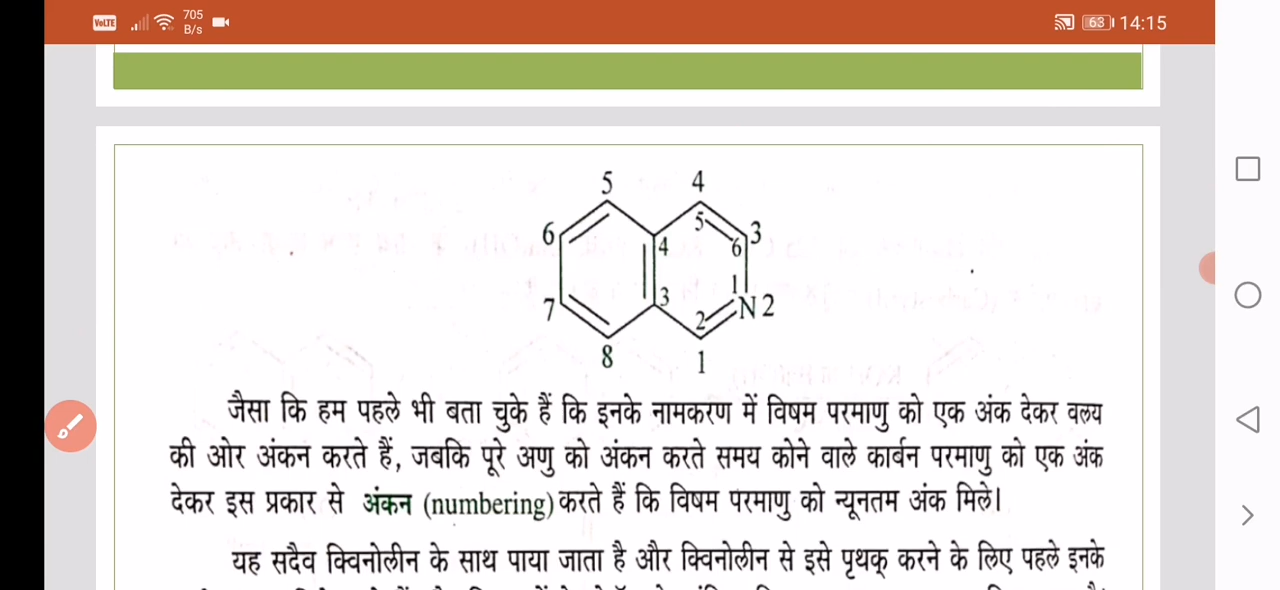 VoLTE 705 B/s 63 14:15
5 4
6 5 3
4 6
7 3 1
2 N 2
8 1
जैसा कि हम पहले भी बता चुके हैं कि इनके नामकरण में विषम परमाणु को एक अंक देकर वलय
की ओर अंकन करते हैं, जबकि पूरे अणु को अंकन करते समय कोने वाले कार्बन परमाणु को एक अंक
देकर इस प्रकार से अंकन (numbering) करते हैं कि विषम परमाणु को न्यूनतम अंक मिले।
यह सदैव क्विनोलीन के साथ पाया जाता है और क्विनोलीन से इसे पृथक् करने के लिए पहले इनके